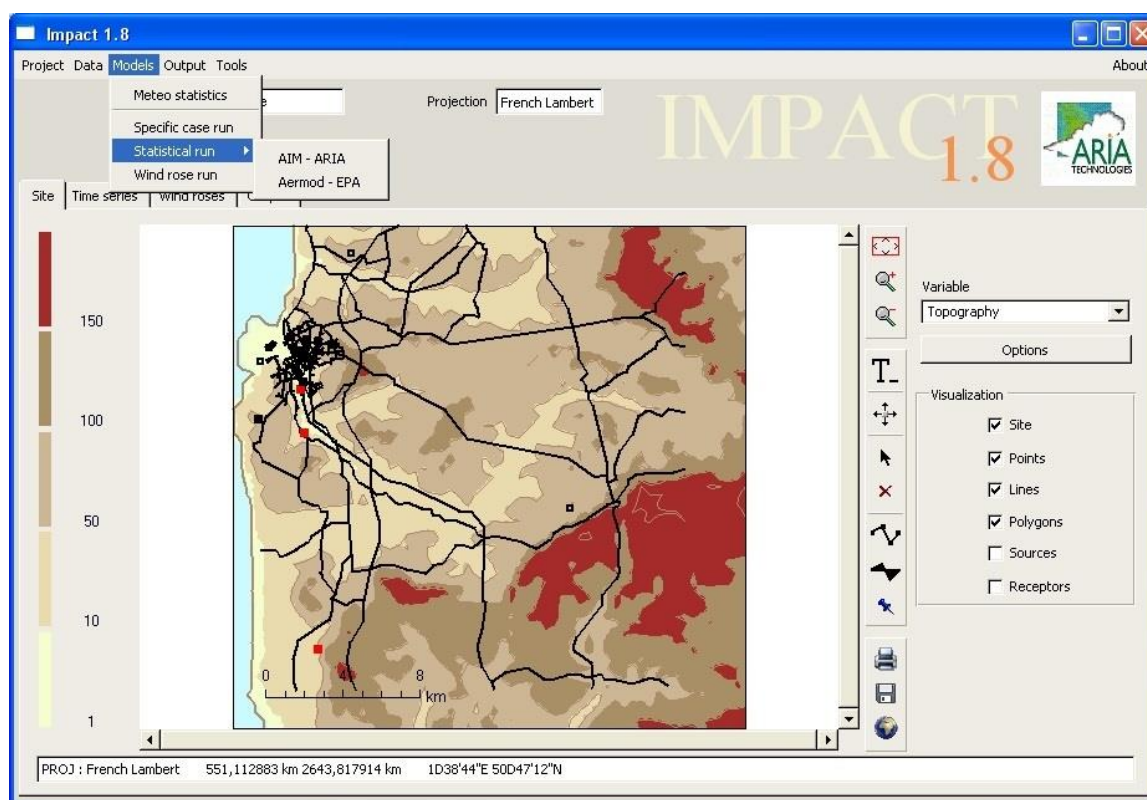 Impact 1.8
Project Data Models Output Tools About
Meteo statistics
Specific case run
Statistical run
Wind rose run
AIM - ARIA
Aermod - EPA
Projection French Lambert
IMPACT
1.8
ARIA
TECHNOLOGIES
Site Time series Wind roses
150
100
50
10
1
0 4 8
km
Variable
Topography
Options
Visualization
Site
Points
Lines
Polygons
Sources
Receptors
T_
PROJ : French Lambert 551,112883 km 2643,817914 km 1D38'44"E 50D47'12"N